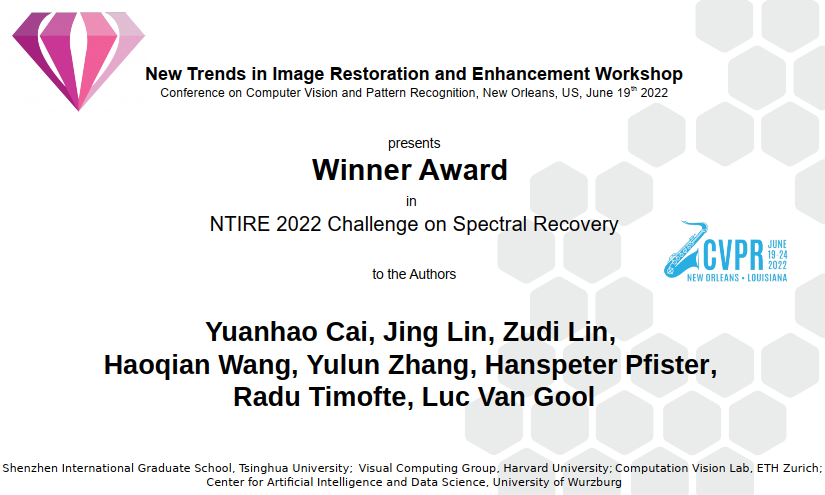 New Trends in Image Restoration and Enhancement Workshop
Conference on Computer Vision and Pattern Recognition, New Orleans, US, June 19th 2022
presents
Winner Award
in
NTIRE 2022 Challenge on Spectral Recovery
CVPR
JUNE
19-24
2022
NEW ORLEANS • LOUISIANA
to the Authors
Yuanhao Cai, Jing Lin, Zudi Lin,
Haoqian Wang, Yulun Zhang, Hanspeter Pfister,
Radu Timofte, Luc Van Gool
Shenzhen International Graduate School, Tsinghua University; Visual Computing Group, Harvard University; Computation Vision Lab, ETH Zurich;
Center for Artificial Intelligence and Data Science, University of Wurzburg